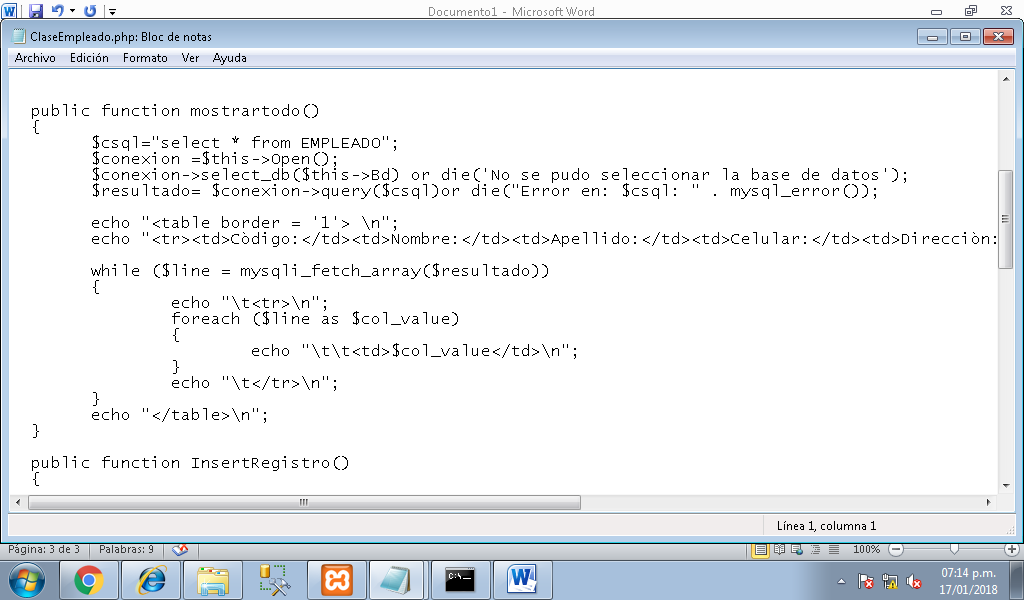 Documento1 - Microsoft Word
ClaseEmpleado.php: Bloc de notas
Archivo Edición Formato Ver Ayuda
public function mostrartodo()
{
$csql="select * from EMPLEADO";
$conexion =$this->Open();
$conexion->select_db($this->Bd) or die('No se pudo seleccionar la base de datos');
$resultado= $conexion->query($csql)or die("Error en: $csql: " . mysql_error());
echo "<table border = '1'> \n";
echo "<tr><td>Còdigo:</td><td>Nombre:</td><td>Apellido:</td><td>Celular:</td><td>Direcciòn:
while ($line = mysqli_fetch_array($resultado))
{
echo "\t<tr>\n";
foreach ($line as $col_value)
{
echo "\t\t<td>$col_value</td>\n";
}
echo "\t</tr>\n";
}
echo "</table>\n";
}
public function InsertRegistro()
{
Línea 1, columna 1
Página: 3 de 3 Palabras: 9 100%
07:14 p.m.
17/01/2018